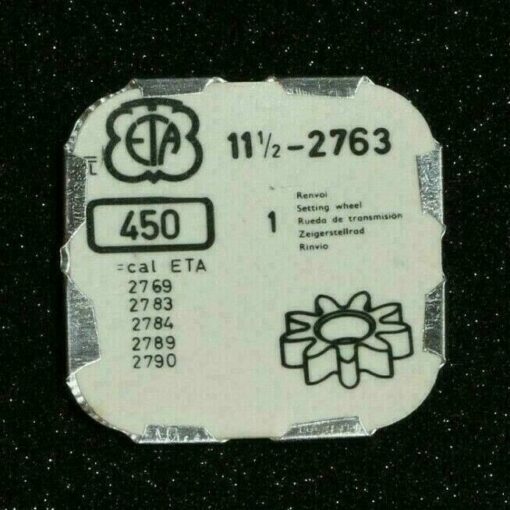 ETA
11½-2763
450
1
Renvoi
Setting wheel
Rueda de transmisión
Zeigerstellrad
Rinvio
=cal ETA
2769
2783
2784
2789
2790